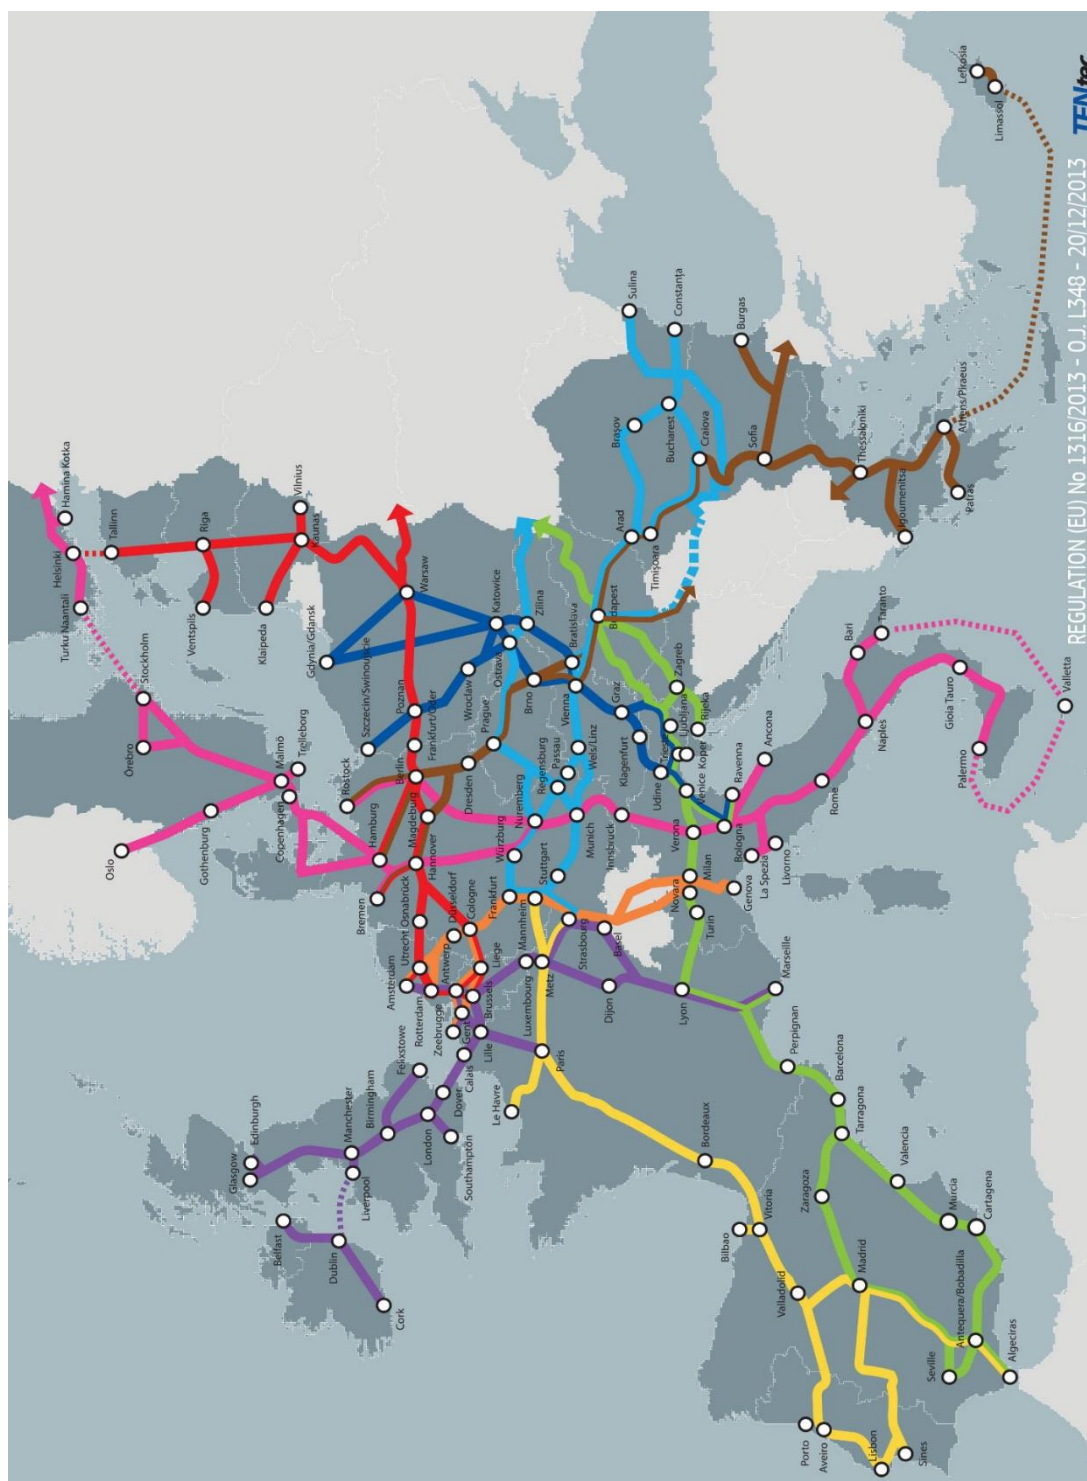 Lefkosia
Limassol
TENtec
REGULATION (EU) No 1316/2013 - O.J. L348 - 20/12/2013
Hamina Kotka
Helsinki
Turku Naantali
Tallinn
Riga
Ventspils
Vilnius
Kaunas
Klaipeda
Stockholm
Örebro
Oslo
Gothenburg
Malmö
Trelleborg
Copenhagen
Gdynia/Gdansk
Warsaw
Szczecin/Swinoujscie
Poznan
Frankfurt/Oder
Berlin
Rostock
Hamburg
Magdeburg
Hannover
Bremen
Osnabrück
Utrecht
Amsterdam
Rotterdam
Antwerp
Zeebrugge
Gent
Düsseldorf
Cologne
Liege
Brussels
Lille
Calais
Dover
London
Felixstowe
Southampton
Birmingham
Manchester
Liverpool
Edinburgh
Glasgow
Belfast
Dublin
Cork
Katowice
Wroclaw
Ostrava
Žilina
Prague
Dresden
Brno
Bratislava
Vienna
Budapest
Wels/Linz
Passau
Regensburg
Nuremberg
Würzburg
Munich
Stuttgart
Frankfurt
Mannheim
Strasbourg
Luxembourg
Metz
Basel
Dijon
Paris
Le Havre
Lyon
Marseille
Graz
Klagenfurt
Udine
Trieste
Ljubljana
Zagreb
Rijeka
Koper
Venice
Ravenna
Ancona
Innsbruck
Verona
Bologna
Milan
Novara
Turin
Genova
La Spezia
Livorno
Rome
Naples
Bari
Taranto
Gioia Tauro
Palermo
Valletta
Sulina
Constanța
Burgas
Brașov
Bucharest
Craiova
Arad
Timișoara
Sofia
Thessaloniki
Igoumenitsa
Athens/Piraeus
Patras
Perpignan
Barcelona
Tarragona
Valencia
Zaragoza
Murcia
Cartagena
Madrid
Antequera/Bobadilla
Seville
Algeciras
Bordeaux
Vitoria
Bilbao
Valladolid
Porto
Aveiro
Lisbon
Sines